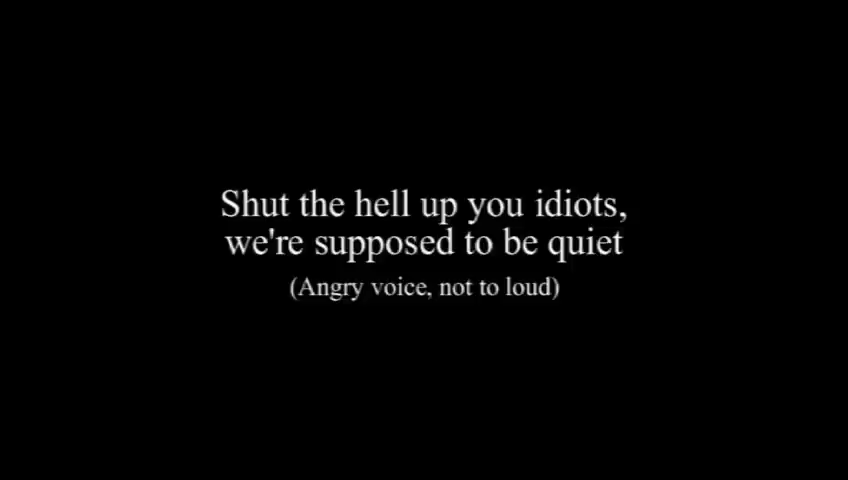 Shut the hell up you idiots,
we're supposed to be quiet
(Angry voice, not to loud)